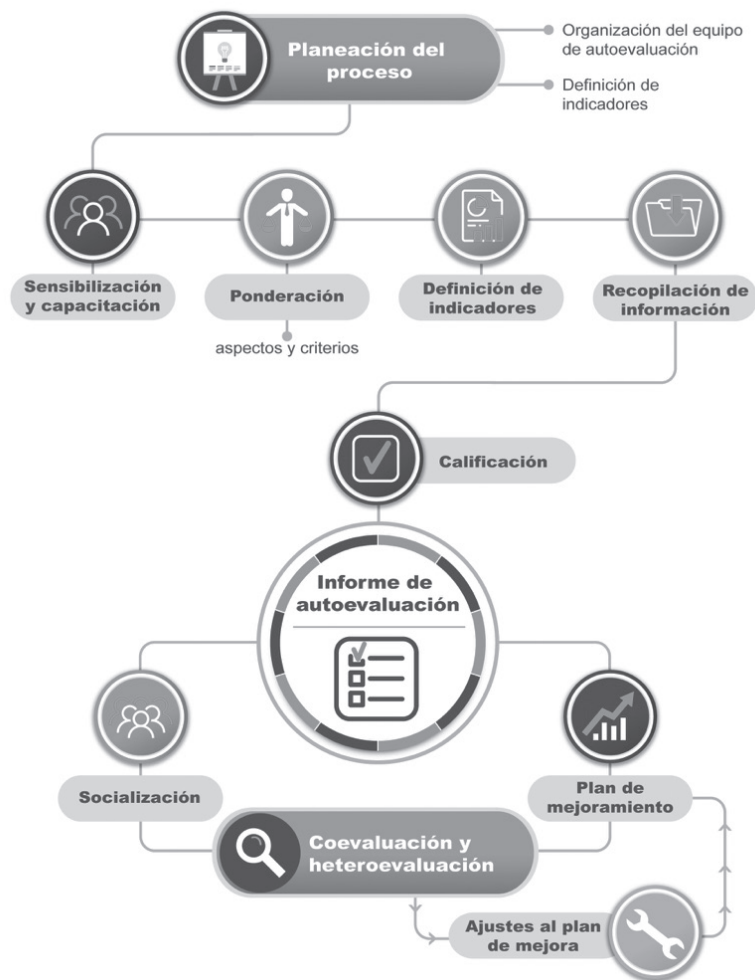 Planeación del
proceso
Organización del equipo
de autoevaluación
Definición de
indicadores
Sensibilización
y capacitación
Ponderación
aspectos y criterios
Definición de
indicadores
Recopilación de
información
Calificación
Informe de
autoevaluación
Socialización
Plan de
mejoramiento
Coevaluación y
heteroevaluación
Ajustes al plan
de mejora